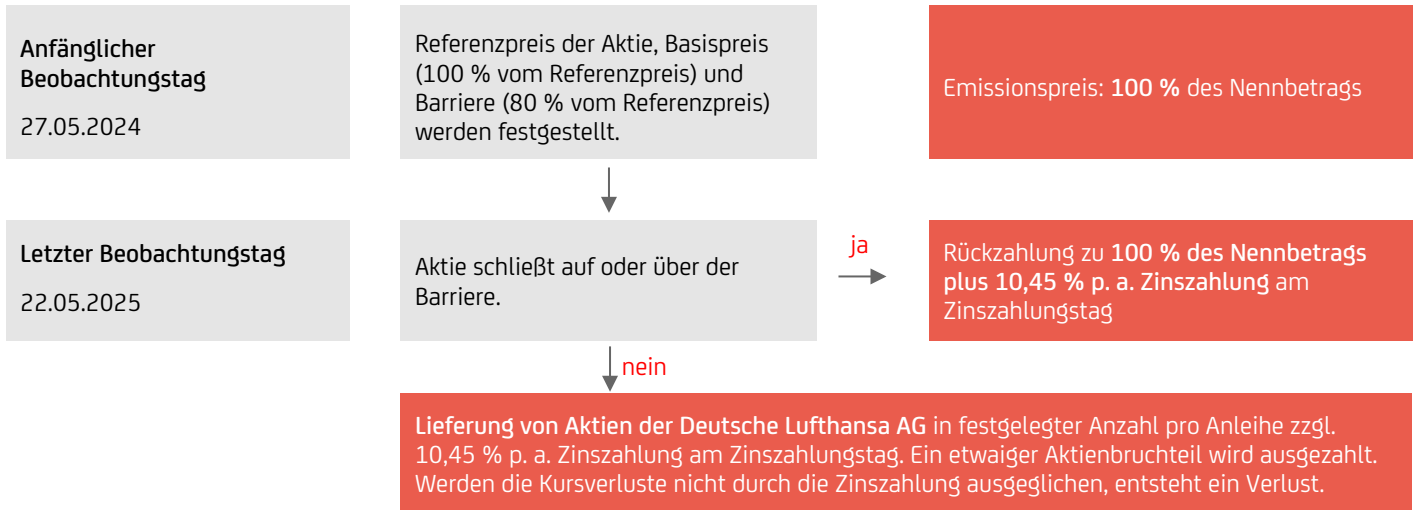 Anfänglicher
Beobachtungstag
27.05.2024
Referenzpreis der Aktie, Basispreis
(100 % vom Referenzpreis) und
Barriere (80 % vom Referenzpreis)
werden festgestellt.
Emissionspreis: 100 % des Nennbetrags
Letzter Beobachtungstag
22.05.2025
Aktie schließt auf oder über der
Barriere.
ja
Rückzahlung zu 100 % des Nennbetrags
plus 10,45 % p. a. Zinszahlung am
Zinszahlungstag
nein
Lieferung von Aktien der Deutsche Lufthansa AG in festgelegter Anzahl pro Anleihe zzgl.
10,45 % p. a. Zinszahlung am Zinszahlungstag. Ein etwaiger Aktienbruchteil wird ausgezahlt.
Werden die Kursverluste nicht durch die Zinszahlung ausgeglichen, entsteht ein Verlust.